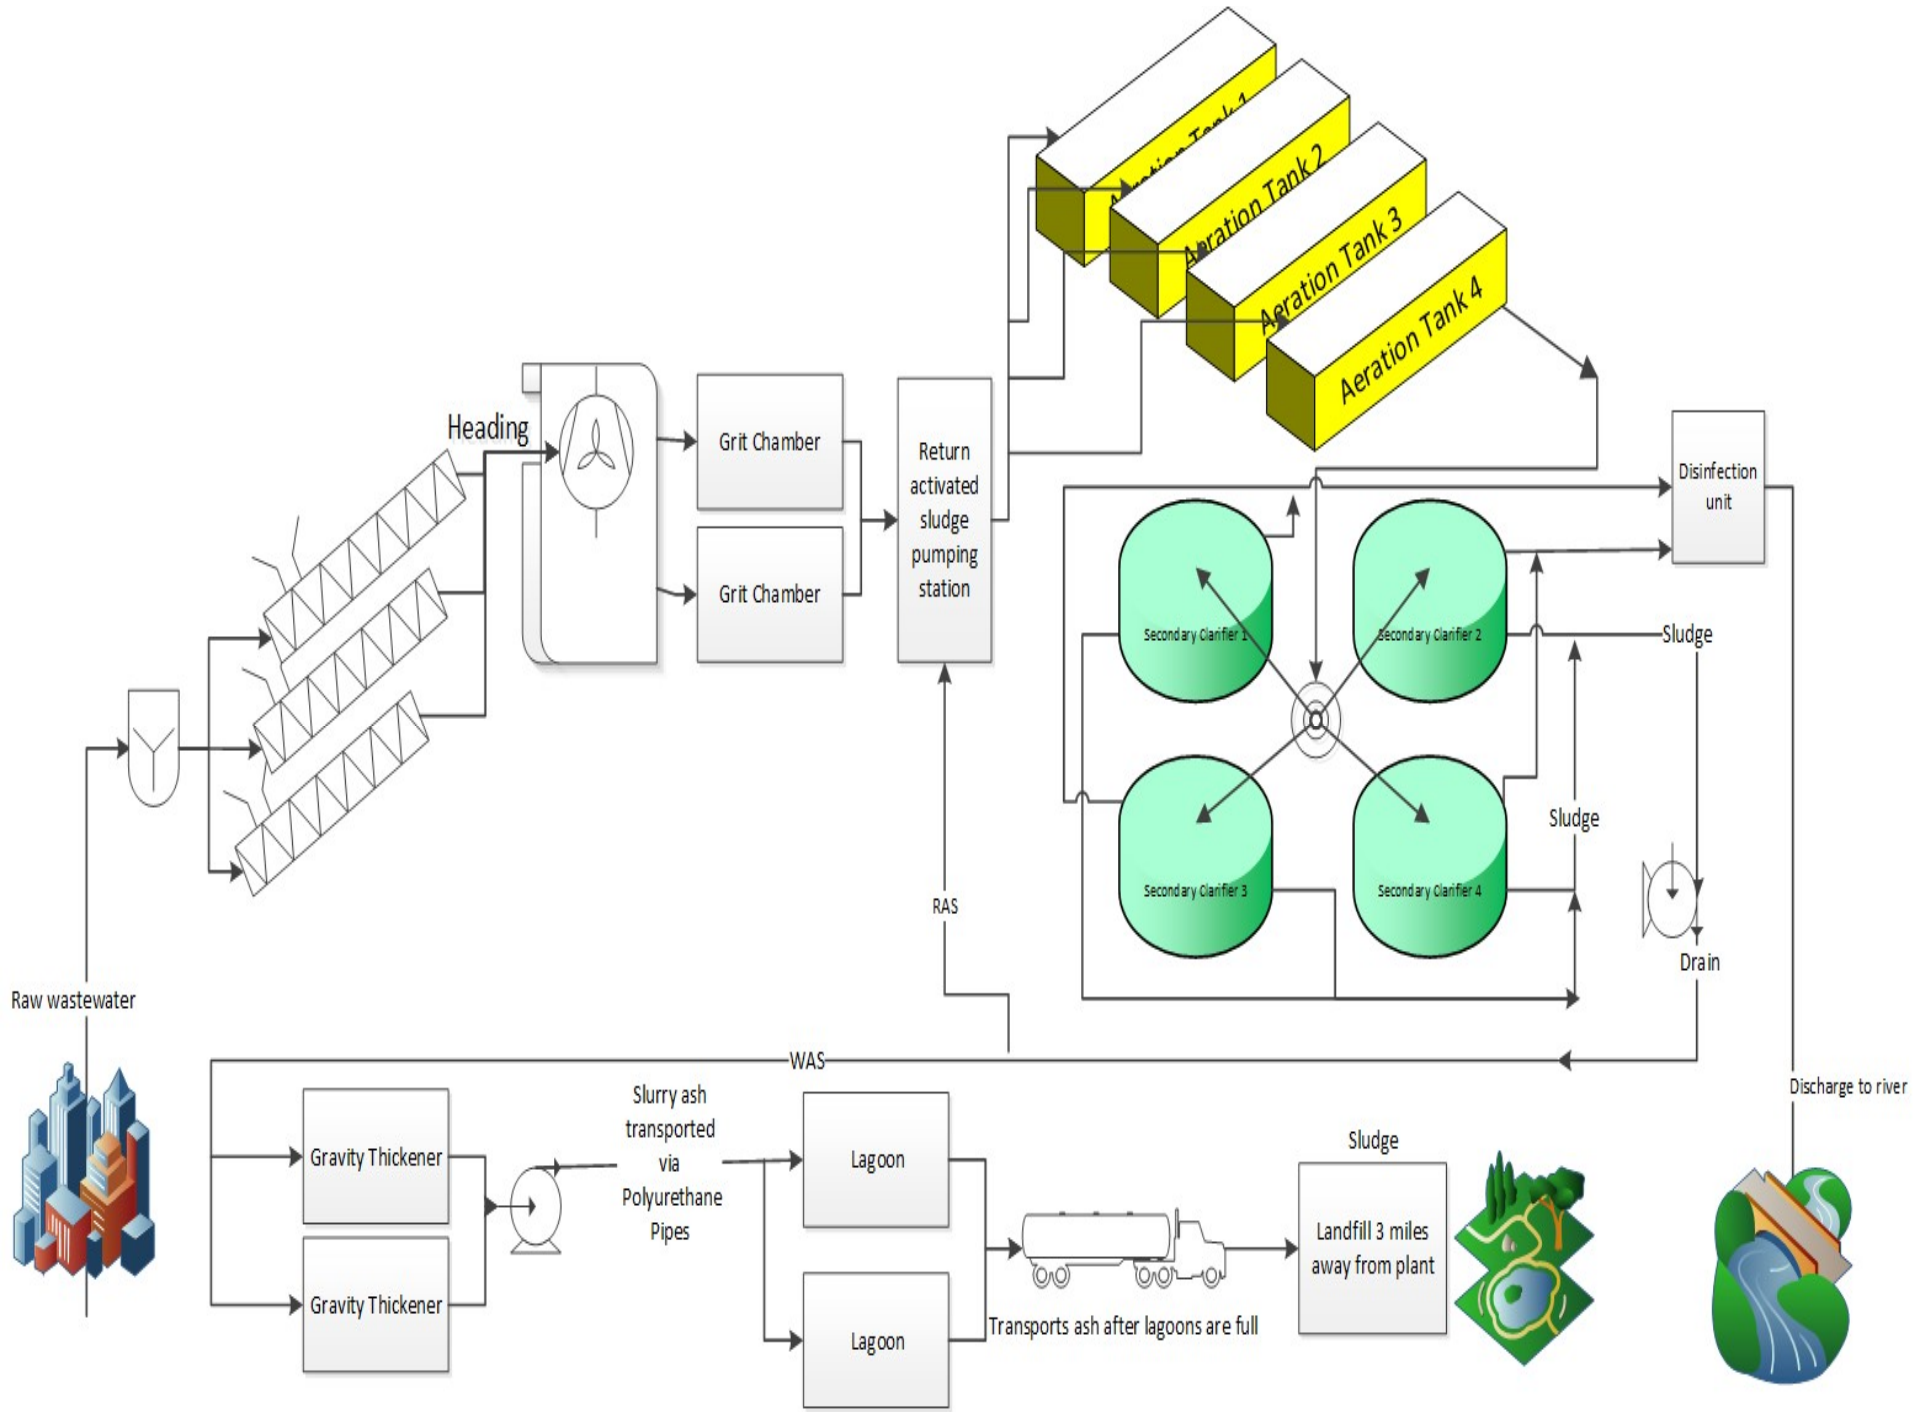 Aeration Tank 1
Aeration Tank 2
Aeration Tank 3
Aeration Tank 4
Heading
Grit Chamber
Grit Chamber
Return
activated
sludge
pumping
station
Disinfection
unit
Secondary Clarifier 1
Secondary Clarifier 2
Sludge
Sludge
Secondary Clarifier 3
Secondary Clarifier 4
RAS
Drain
Raw wastewater
WAS
Discharge to river
Slurry ash
transported
via
Polyurethane
Pipes
Gravity Thickener
Gravity Thickener
Lagoon
Lagoon
Transports ash after lagoons are full
Sludge
Landfill 3 miles
away from plant